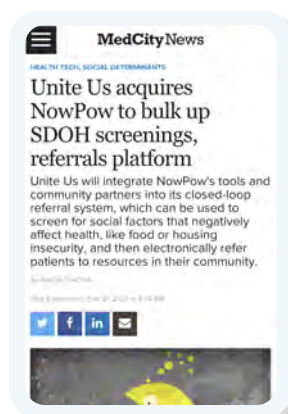 MedCity News
HEALTH TECH, SOCIAL DETERMINANTS
Unite Us acquires
NowPow to bulk up
SDOH screenings,
referrals platform
Unite Us will integrate NowPow's tools and
community partners into its closed-loop
referral system, which can be used to
screen for social factors that negatively
affect health, like food or housing
insecurity, and then electronically refer
patients to resources in their community.
f
in